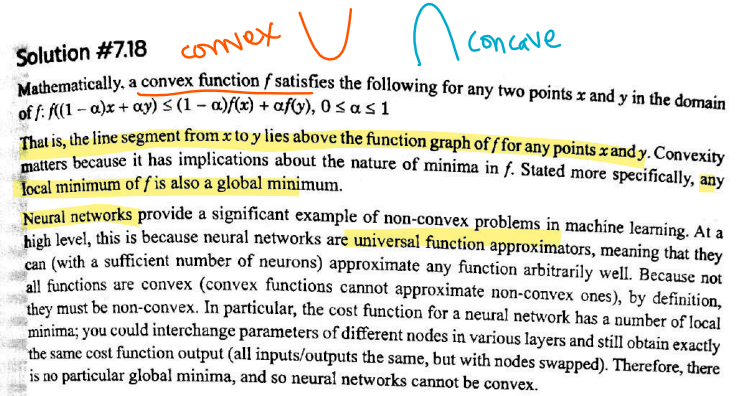 convex concave
Solution #7.18
Mathematically, a convex function f satisfies the following for any two points x and y in the domain
of f: f((1 − α)x + αy) ≤ (1 − α)f(x) + αf(y), 0 ≤ α ≤ 1
That is, the line segment from x to y lies above the function graph of f for any points x and y. Convexity
matters because it has implications about the nature of minima in f. Stated more specifically, any
local minimum of f is also a global minimum.
Neural networks provide a significant example of non-convex problems in machine learning. At a
high level, this is because neural networks are universal function approximators, meaning that they
can (with a sufficient number of neurons) approximate any function arbitrarily well. Because not
all functions are convex (convex functions cannot approximate non-convex ones), by definition,
they must be non-convex. In particular, the cost function for a neural network has a number of local
minima; you could interchange parameters of different nodes in various layers and still obtain exactly
the same cost function output (all inputs/outputs the same, but with nodes swapped). Therefore, there
is no particular global minima, and so neural networks cannot be convex.